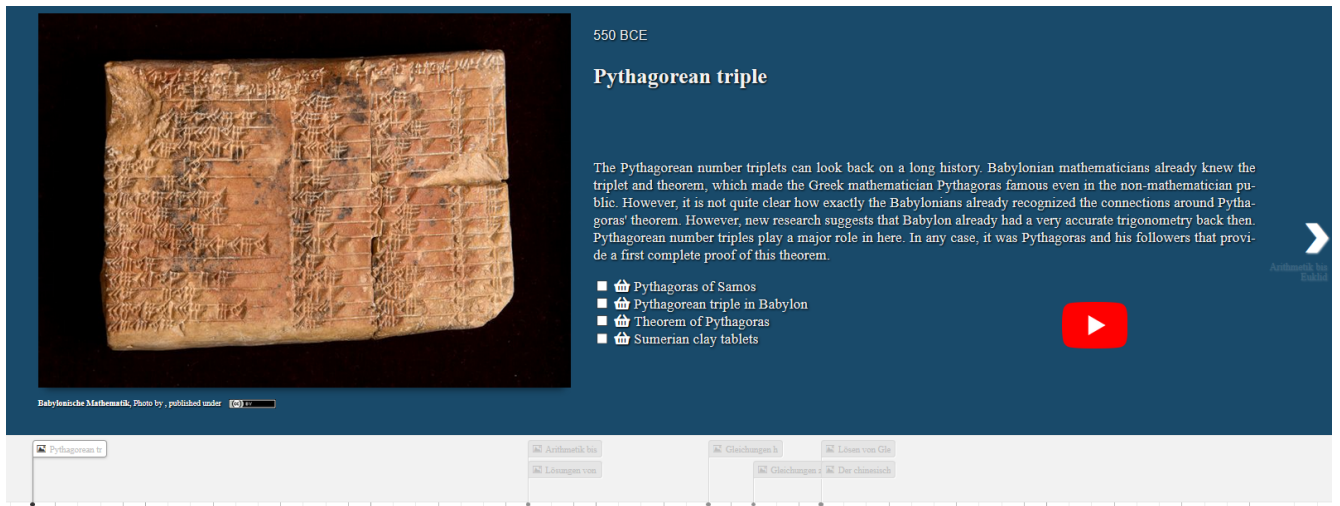 550 BCE
Pythagorean triple
The Pythagorean number triplets can look back on a long history. Babylonian mathematicians already knew the
triplet and theorem, which made the Greek mathematician Pythagoras famous even in the non-mathematician pu-
blic. However, it is not quite clear how exactly the Babylonians already recognized the connections around Pytha-
goras' theorem. However, new research suggests that Babylon already had a very accurate trigonometry back then.
Pythagorean number triples play a major role in here. In any case, it was Pythagoras and his followers that provi-
de a first complete proof of this theorem.
Pythagoras of Samos
Pythagorean triple in Babylon
Theorem of Pythagoras
Sumerian clay tablets
Arithmetik bis
Euklid
Babylonische Mathematik, Photo by , published under
Pythagorean tr
Arithmetik bis
Lösungen von
Gleichungen h
Gleichungen
Lösen von Gle
Der chinesisch